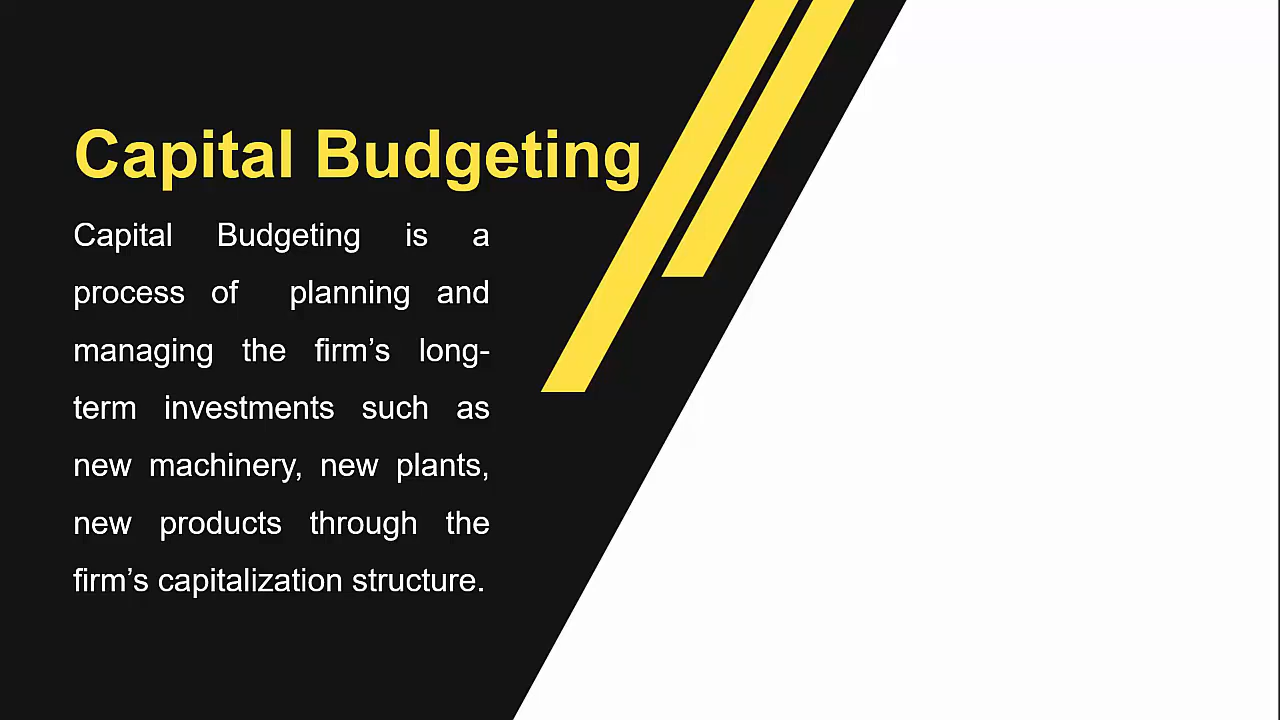 Capital Budgeting
Capital Budgeting is a
process of planning and
managing the firm’s long-
term investments such as
new machinery, new plants,
new products through the
firm’s capitalization structure.